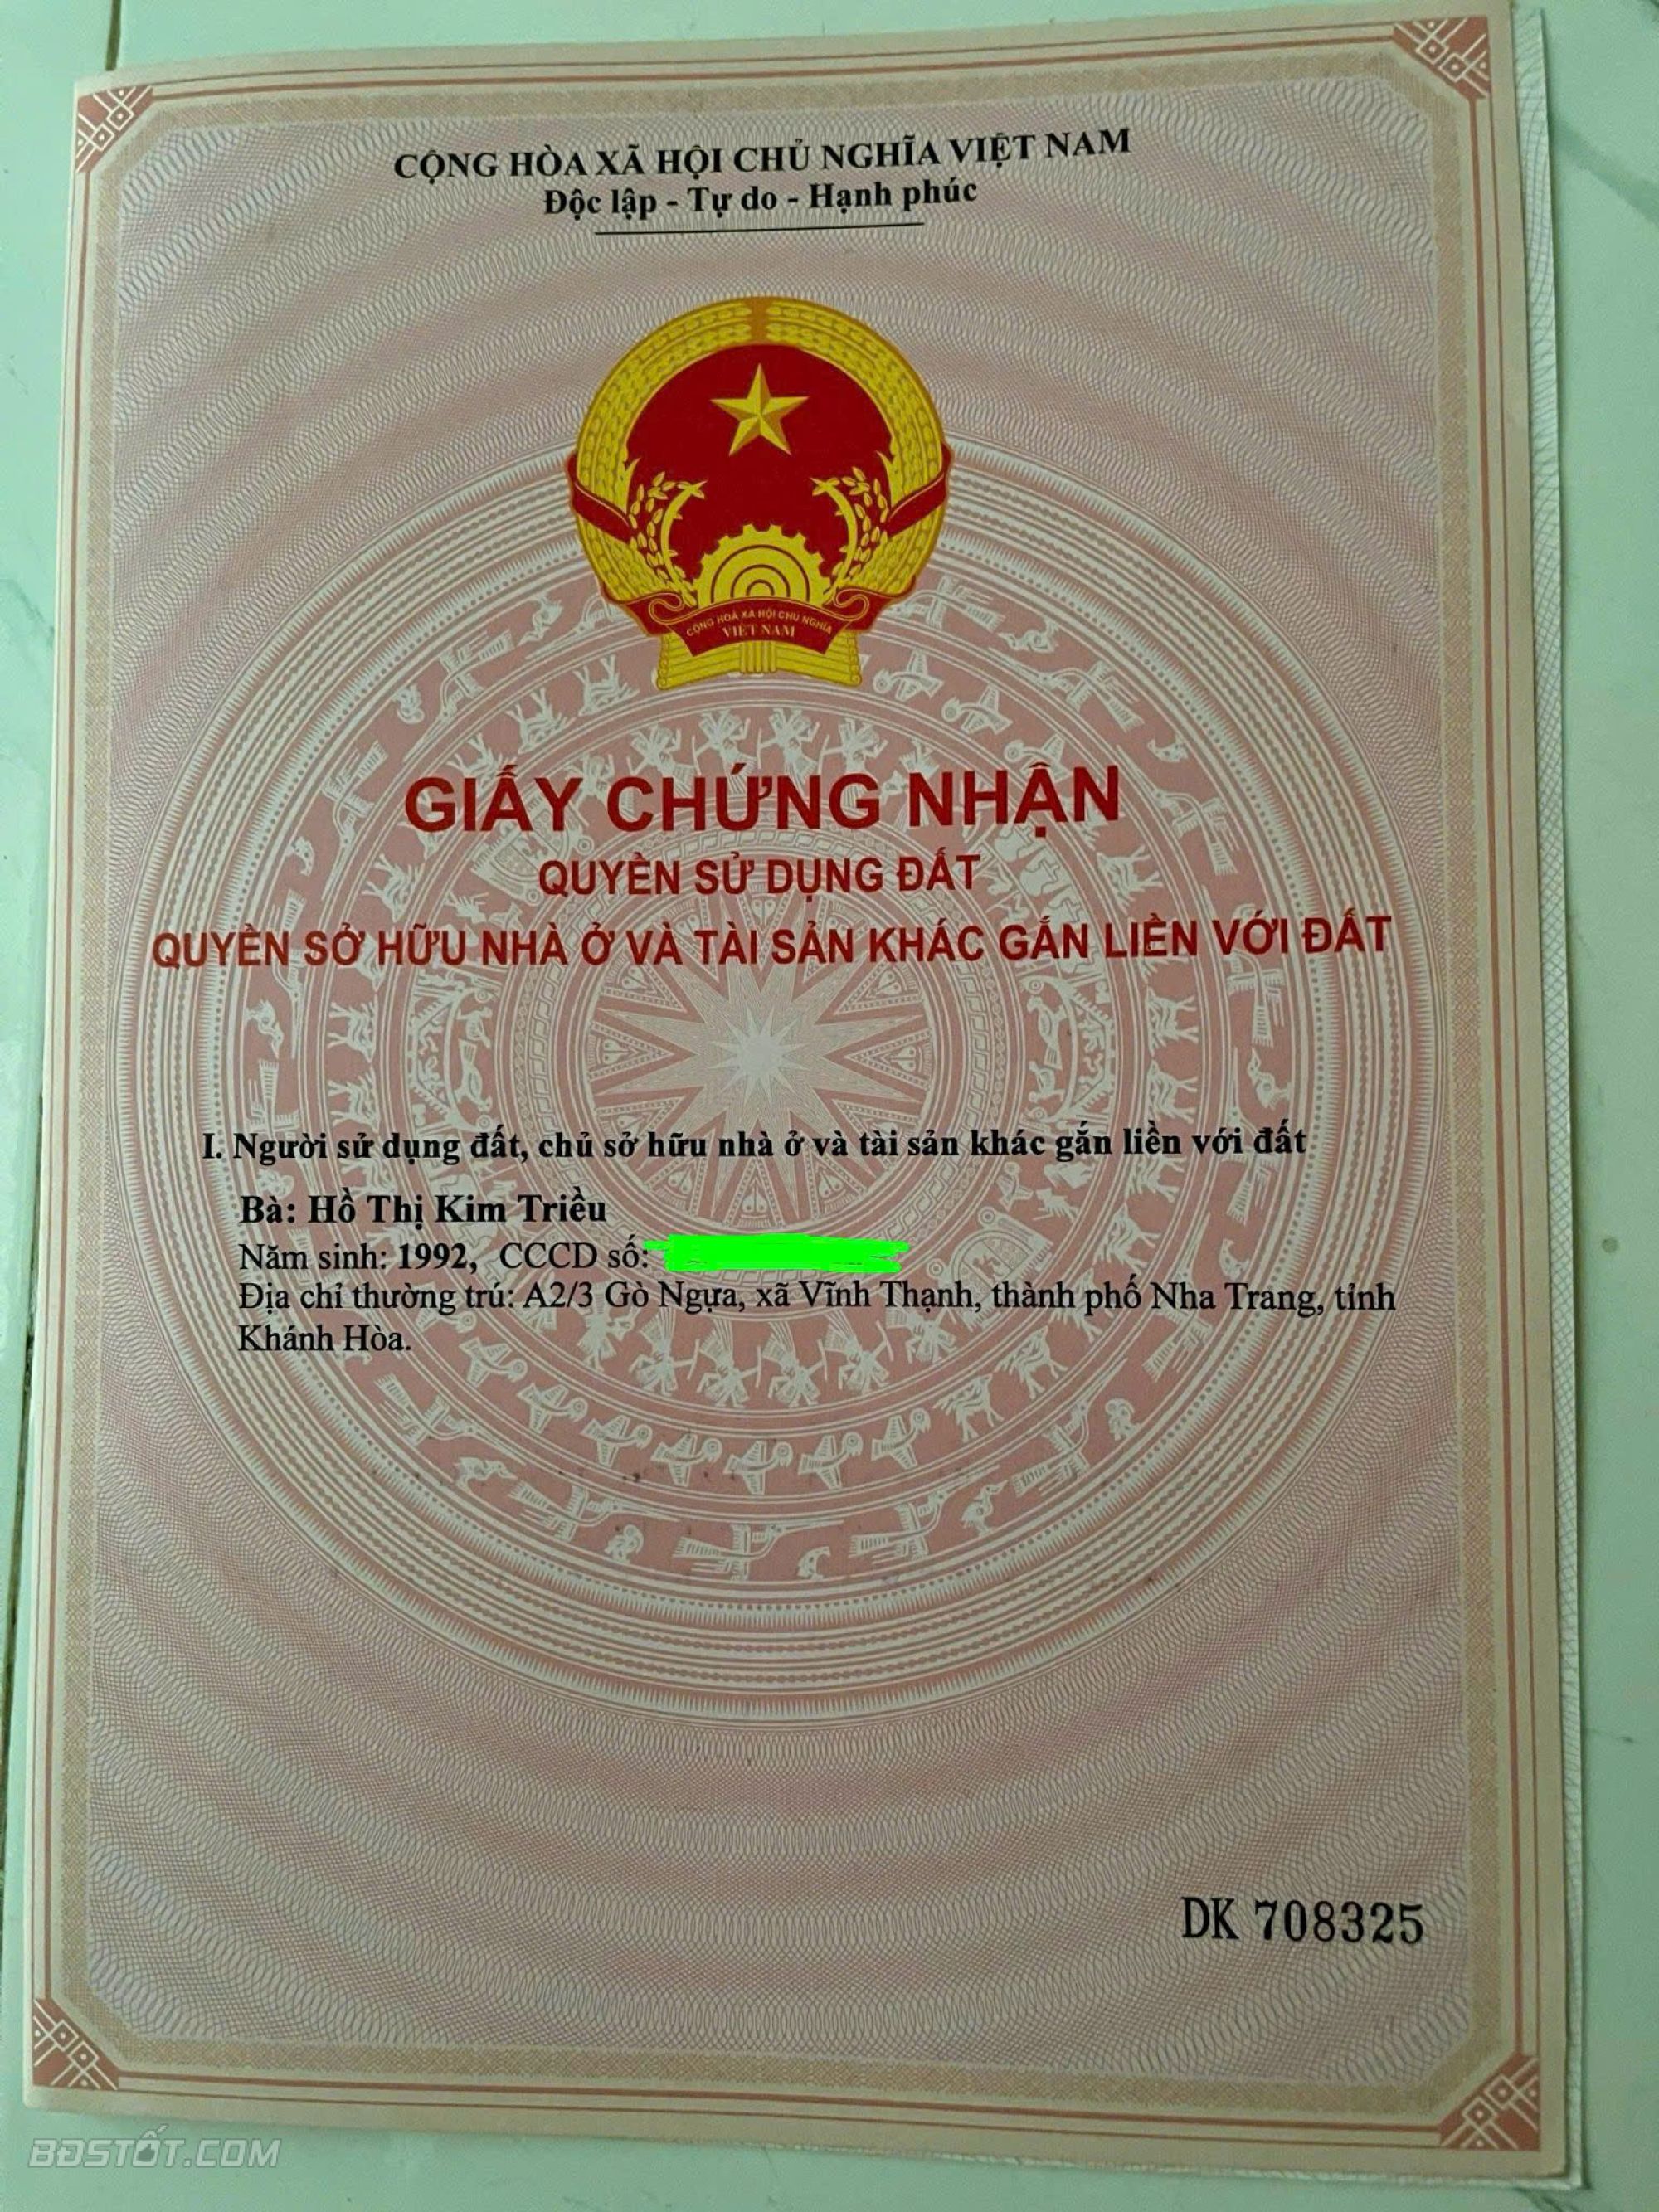 CỘNG HÒA XÃ HỘI CHỦ NGHĨA VIỆT NAM
Độc lập - Tự do - Hạnh phúc
CỘNG HOÀ XÃ HỘI CHỦ NGHĨA
VIỆT NAM
GIẤY CHỨNG NHẬN
QUYỀN SỬ DỤNG ĐẤT
QUYỀN SỞ HỮU NHÀ Ở VÀ TÀI SẢN KHÁC GẮN LIỀN VỚI ĐẤT
I. Người sử dụng đất, chủ sở hữu nhà ở và tài sản khác gắn liền với đất
Bà: Hồ Thị Kim Triều
Năm sinh: 1992, CCCD số:
Địa chỉ thường trú: A2/3 Gò Ngựa, xã Vĩnh Thạnh, thành phố Nha Trang, tỉnh
Khánh Hòa.
DK 708325
BĐSTỐT.COM